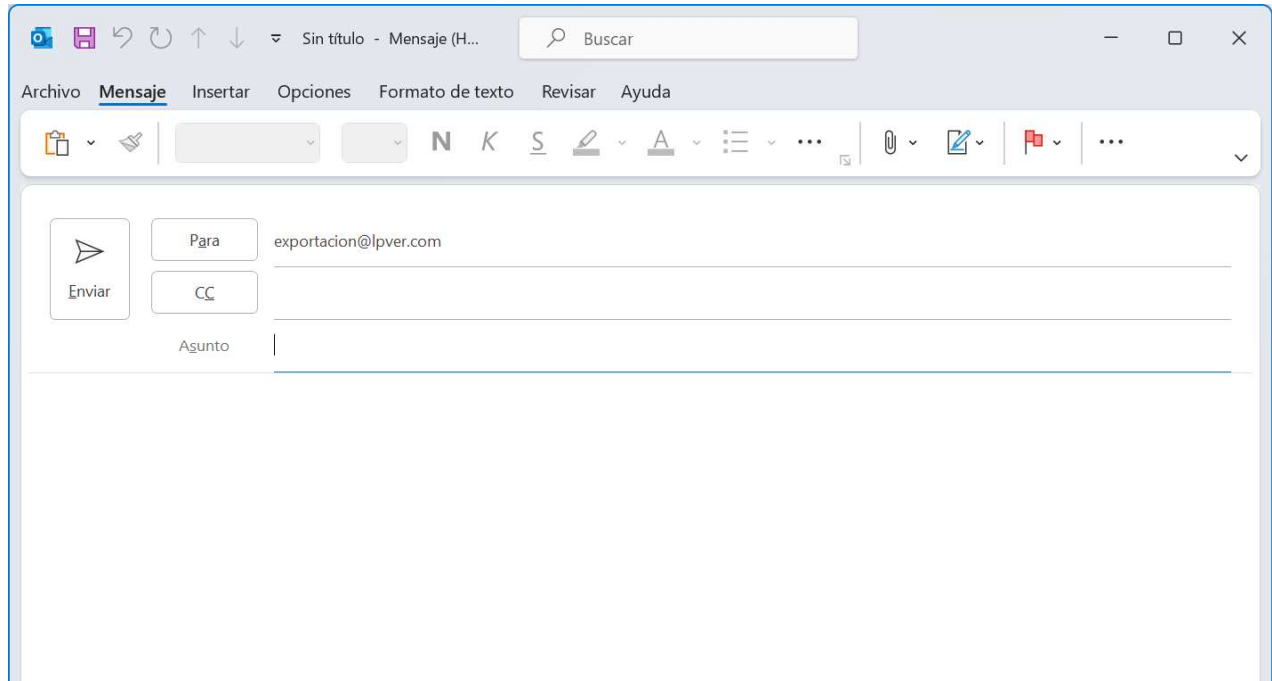 Sin título - Mensaje (H...
Buscar
Archivo Mensaje Insertar Opciones Formato de texto Revisar Ayuda
N K S A
Enviar
Para exportacion@lpver.com
CC
Asunto